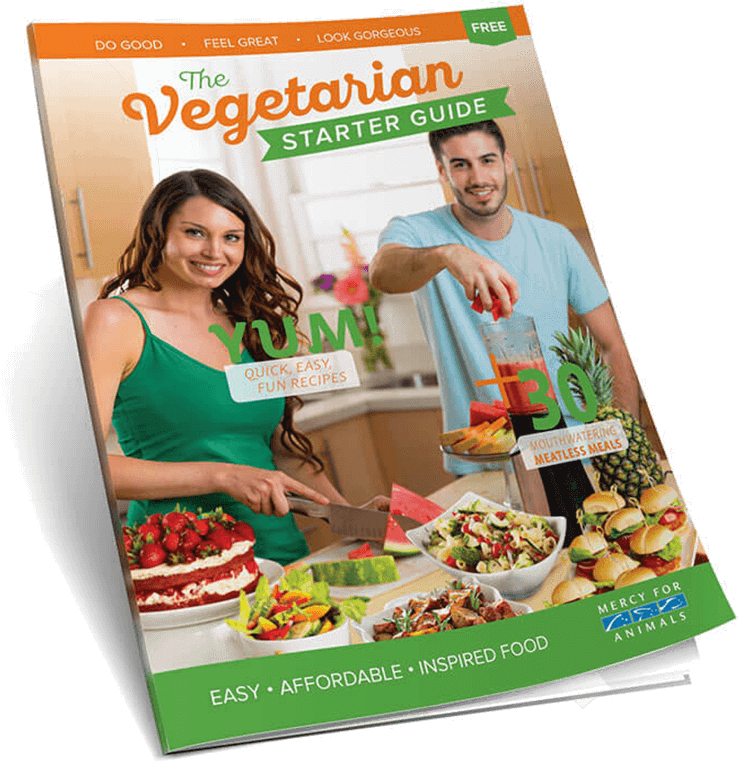 DO GOOD • FEEL GREAT • LOOK GORGEOUS
FREE
The
Vegetarian
STARTER GUIDE
YUM!
QUICK, EASY,
FUN RECIPES
+30
MOUTHWATERING
MEATLESS MEALS
MERCY FOR
ANIMALS
EASY • AFFORDABLE • INSPIRED FOOD